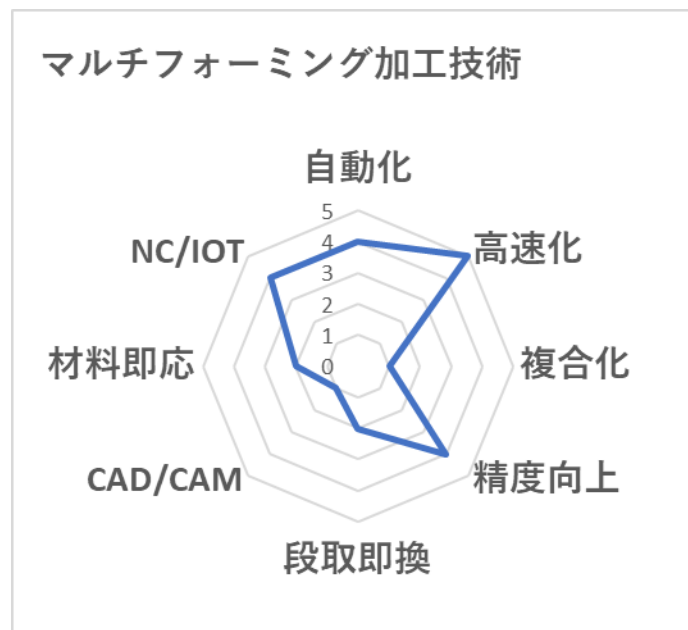 マルチフォーミング加工技術
自動化
5
4
3
2
1
0
高速化
複合化
精度向上
段取即換
CAD/CAM
材料即応
NC/IOT